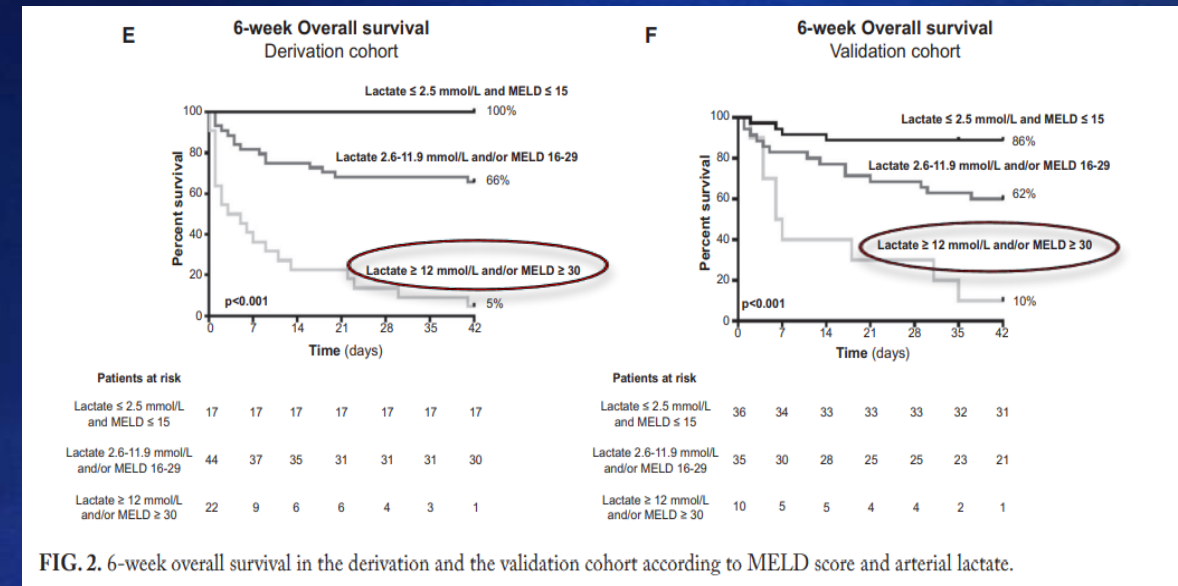 E
6-week Overall survival
Derivation cohort
Lactate ≤ 2.5 mmol/L and MELD ≤ 15
100%
Lactate 2.6-11.9 mmol/L and/or MELD 16-29
66%
Lactate ≥ 12 mmol/L and/or MELD ≥ 30
5%
p<0.001
Percent survival
100
80
60
40
20
0
0 7 14 21 28 35 42
Time (days)
Patients at risk
Lactate ≤ 2.5 mmol/L
and MELD ≤ 15
17 17 17 17 17 17 17
Lactate 2.6-11.9 mmol/L
and/or MELD 16-29
44 37 35 31 31 31 30
Lactate ≥ 12 mmol/L
and/or MELD ≥ 30
22 9 6 6 4 3 1
F
6-week Overall survival
Validation cohort
Lactate ≤ 2.5 mmol/L and MELD ≤ 15
86%
Lactate 2.6-11.9 mmol/L and/or MELD 16-29
62%
Lactate ≥ 12 mmol/L and/or MELD ≥ 30
10%
p<0.001
Percent survival
100
80
60
40
20
0
0 7 14 21 28 35 42
Time (days)
Patients at risk
Lactate ≤ 2.5 mmol/L
and MELD ≤ 15
36 34 33 33 33 32 31
Lactate 2.6-11.9 mmol/L
and/or MELD 16-29
35 30 28 25 25 23 21
Lactate ≥ 12 mmol/L
and/or MELD ≥ 30
10 5 5 4 4 2 1
FIG. 2. 6-week overall survival in the derivation and the validation cohort according to MELD score and arterial lactate.